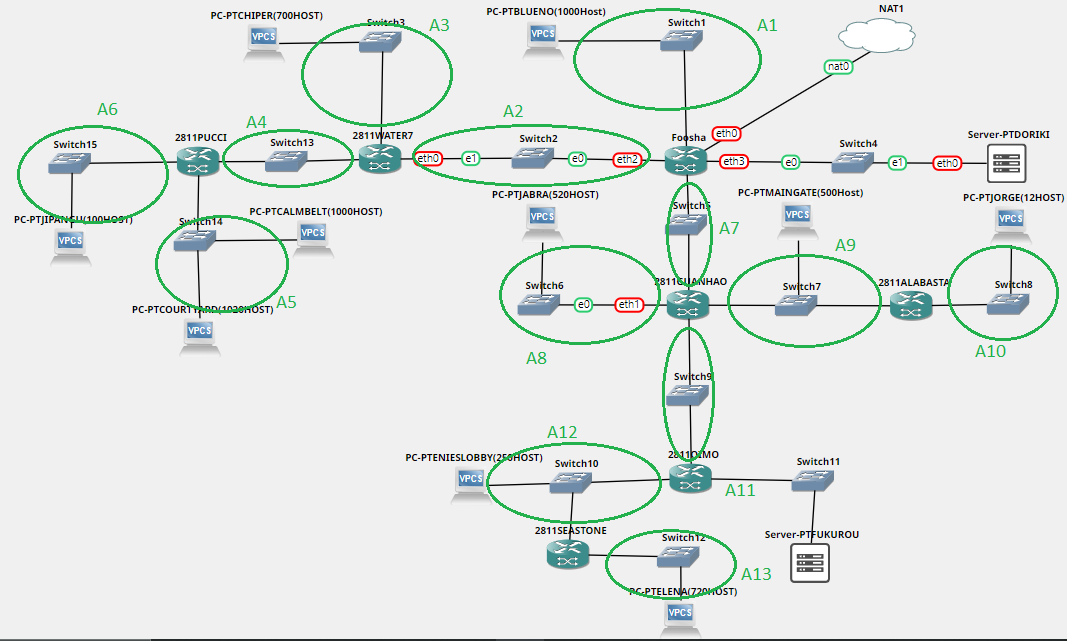 NAT1
PC-PTCHIPER(700HOST)
Switch3
A3
PC-PTBLUENO(1000Host)
Switch1
A1
VPCS
VPCS
nat0
A6
A4
A2
eth0
Switch15
2811PUCCI
Switch13
2811WATER7
Switch2
Foosha
Switch4
Server-PTDORIKI
eth0
e1
e0
eth2
eth3
e0
e1
eth0
PC-PTJABRA(520HOST)
PC-PTMAINGATE(500Host)
PC-PTJORGE(12HOST)
PC-PTJIPANGU(100HOST)
Switch14
PC-PTCALMBELT(1000HOST)
VPCS
Switch5
A7
VPCS
VPCS
VPCS
VPCS
A9
Switch6
2811GUANHAO
Switch7
2811ALABASTA
Switch8
e0
eth1
PC-PTCOURTYARD(1020HOST)
A5
VPCS
A8
A10
Switch9
A12
PC-PTENIESLOBBY(250HOST)
Switch10
2811OIMO
Switch11
VPCS
A11
2811SEASTONE
Switch12
Server-PTFUKUROU
A13
PC-PTELENA(720HOST)
VPCS